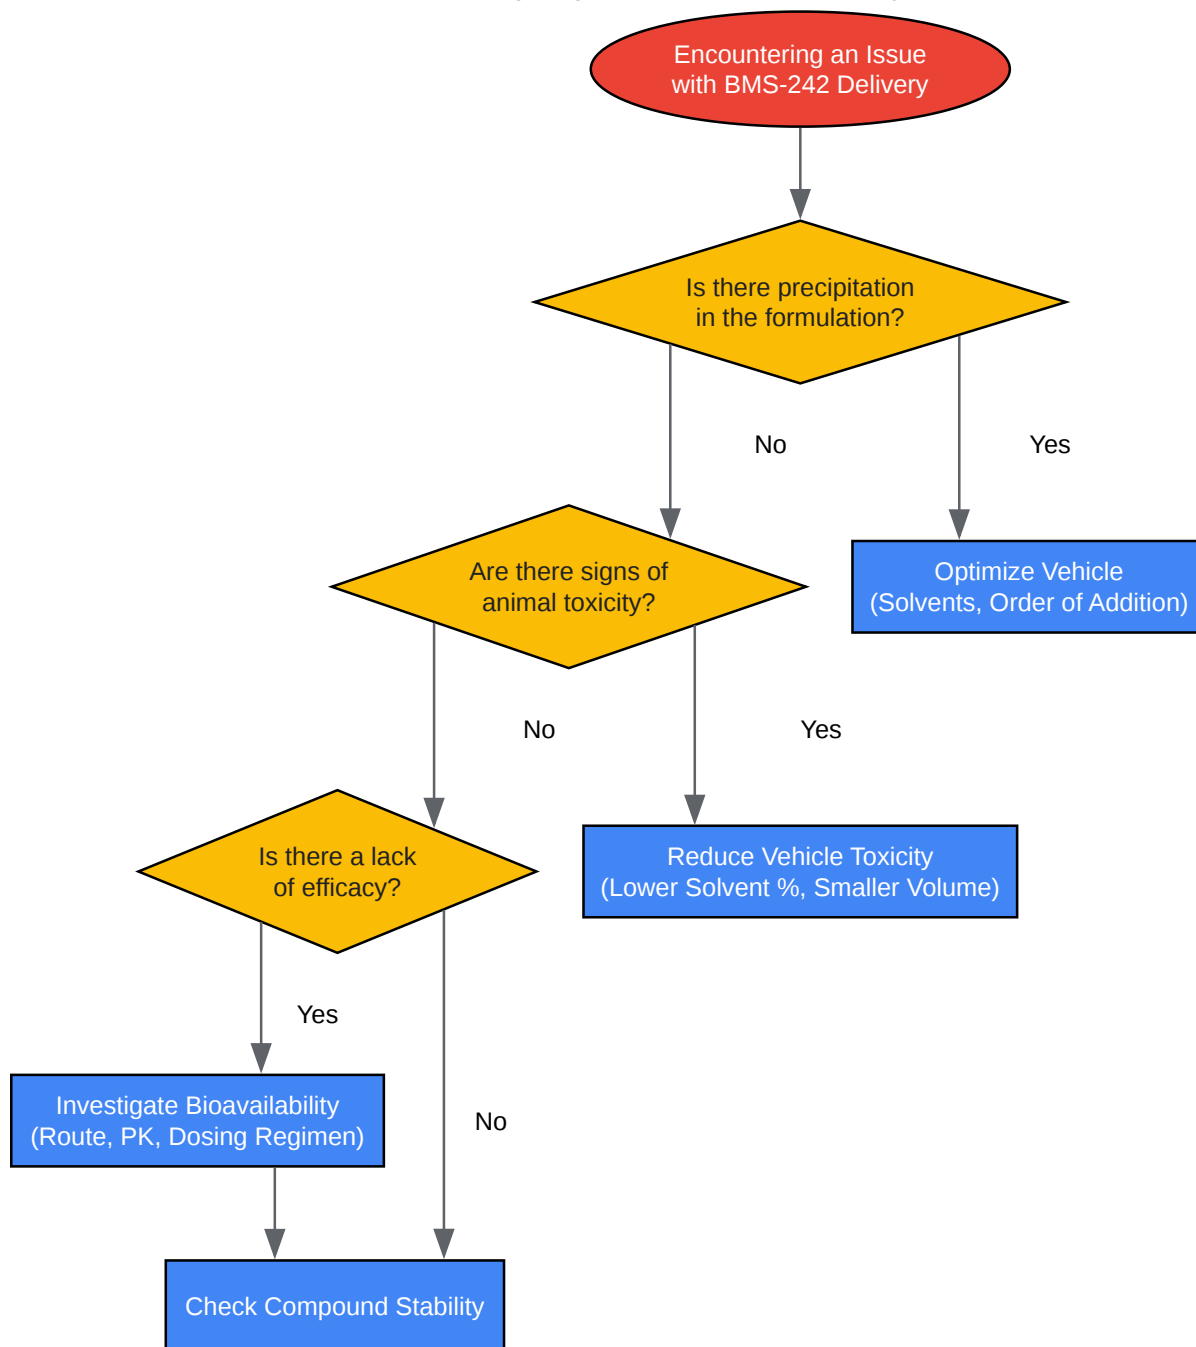 Encountering an Issue
with BMS-242 Delivery
Is there precipitation
in the formulation?
No
Yes
Are there signs of
animal toxicity?
Optimize Vehicle
(Solvents, Order of Addition)
No
Yes
Is there a lack
of efficacy?
Reduce Vehicle Toxicity
(Lower Solvent %, Smaller Volume)
Yes
Investigate Bioavailability
(Route, PK, Dosing Regimen)
No
Check Compound Stability